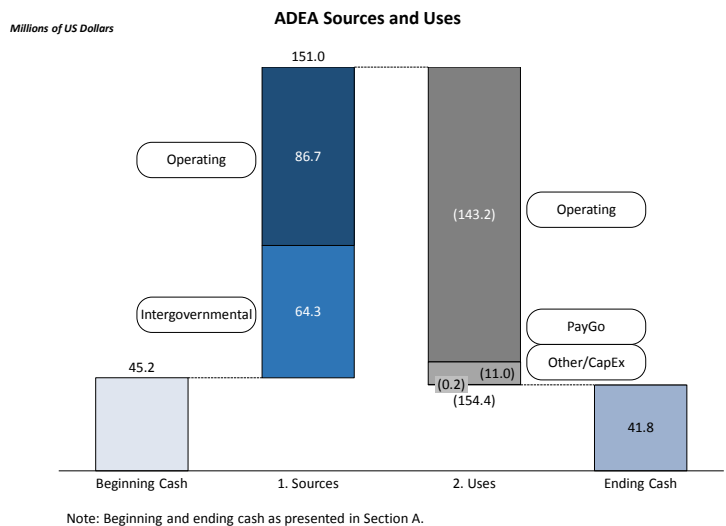 ADEA Sources and Uses
Millions of US Dollars
151.0
Operating
86.7
(143.2)
Operating
Intergovernmental
64.3
PayGo
45.2
Other/CapEx
(11.0)
(0.2)
(154.4)
41.8
Beginning Cash
1. Sources
2. Uses
Ending Cash
Note: Beginning and ending cash as presented in Section A.